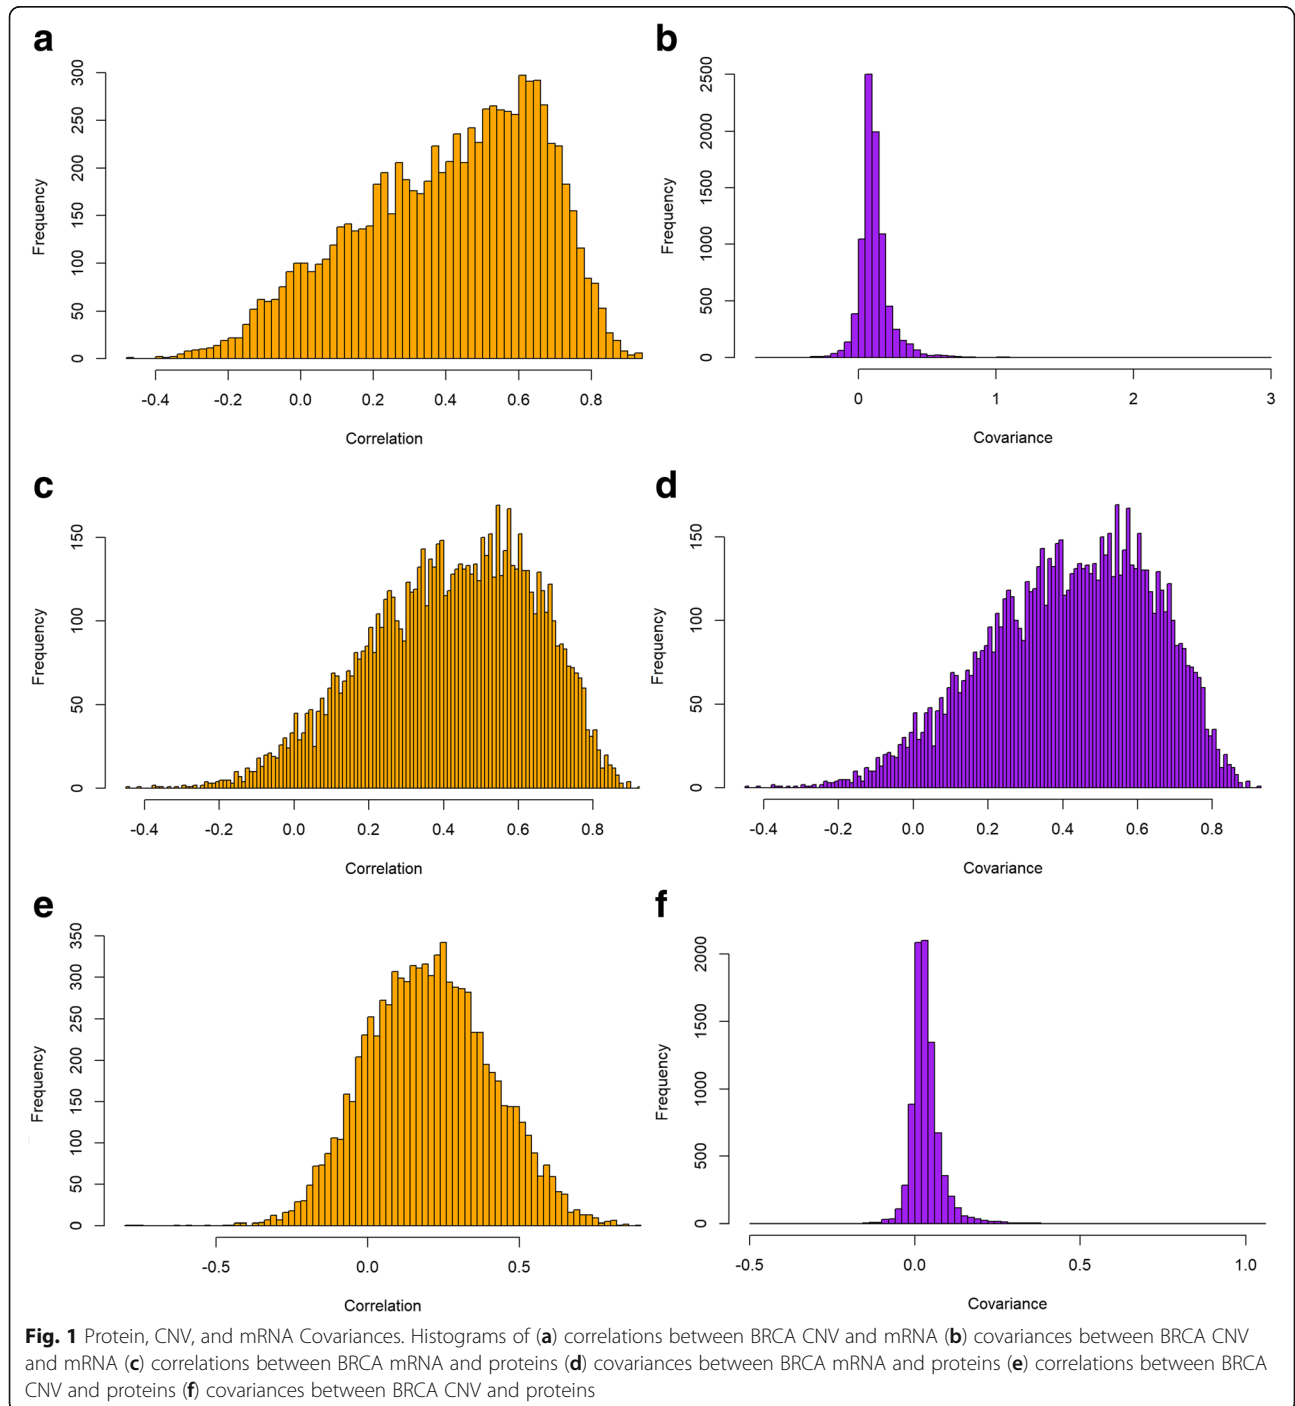 a
300
250
200
150
100
50
0
Frequency
-0.4 -0.2 0.0 0.2 0.4 0.6 0.8
Correlation
b
2500
2000
1500
1000
500
0
Frequency
0 1 2 3
Covariance
c
150
100
50
0
Frequency
-0.4 -0.2 0.0 0.2 0.4 0.6 0.8
Correlation
d
150
100
50
0
Frequency
-0.4 -0.2 0.0 0.2 0.4 0.6 0.8
Covariance
e
350
300
250
200
150
100
50
0
Frequency
-0.5 0.0 0.5
Correlation
f
2000
1500
1000
500
0
Frequency
-0.5 0.0 0.5 1.0
Covariance
Fig. 1 Protein, CNV, and mRNA Covariances. Histograms of (a) correlations between BRCA CNV and mRNA (b) covariances between BRCA CNV
and mRNA (c) correlations between BRCA mRNA and proteins (d) covariances between BRCA mRNA and proteins (e) correlations between BRCA
CNV and proteins (f) covariances between BRCA CNV and proteins